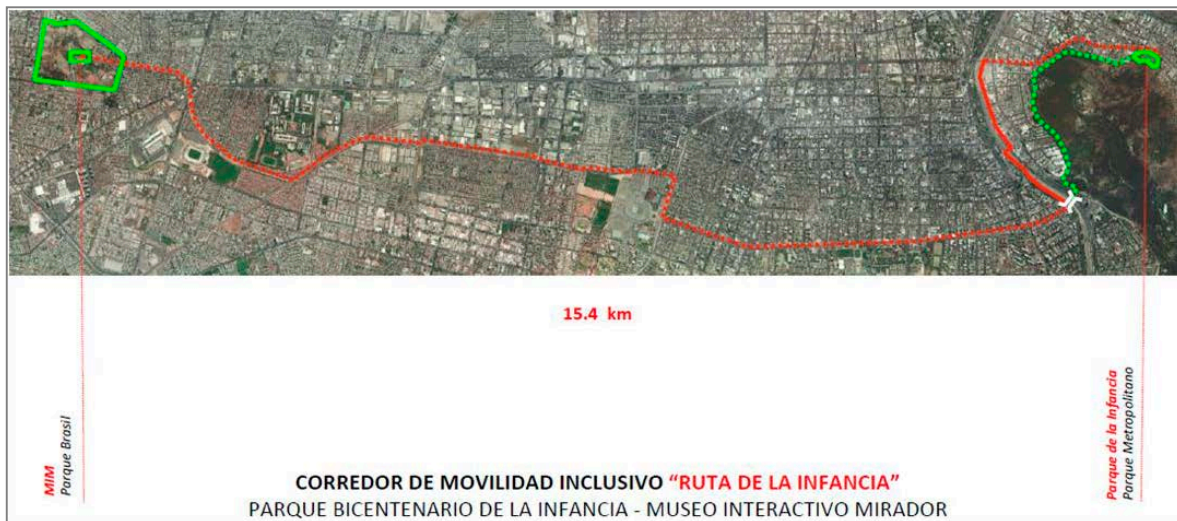 15.4 km
MIM
Parque Brasil
Parque de la Infancia
Parque Metropolitano
CORREDOR DE MOVILIDAD INCLUSIVO “RUTA DE LA INFANCIA”
PARQUE BICENTENARIO DE LA INFANCIA - MUSEO INTERACTIVO MIRADOR